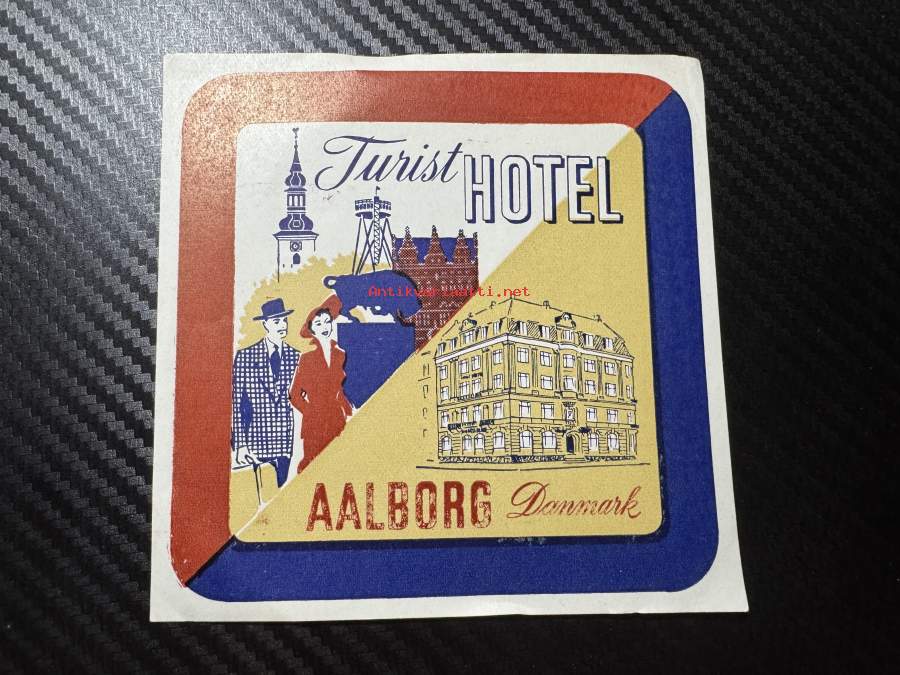 Turist HOTEL
Antikvariaatti.net
AALBORG Danmark